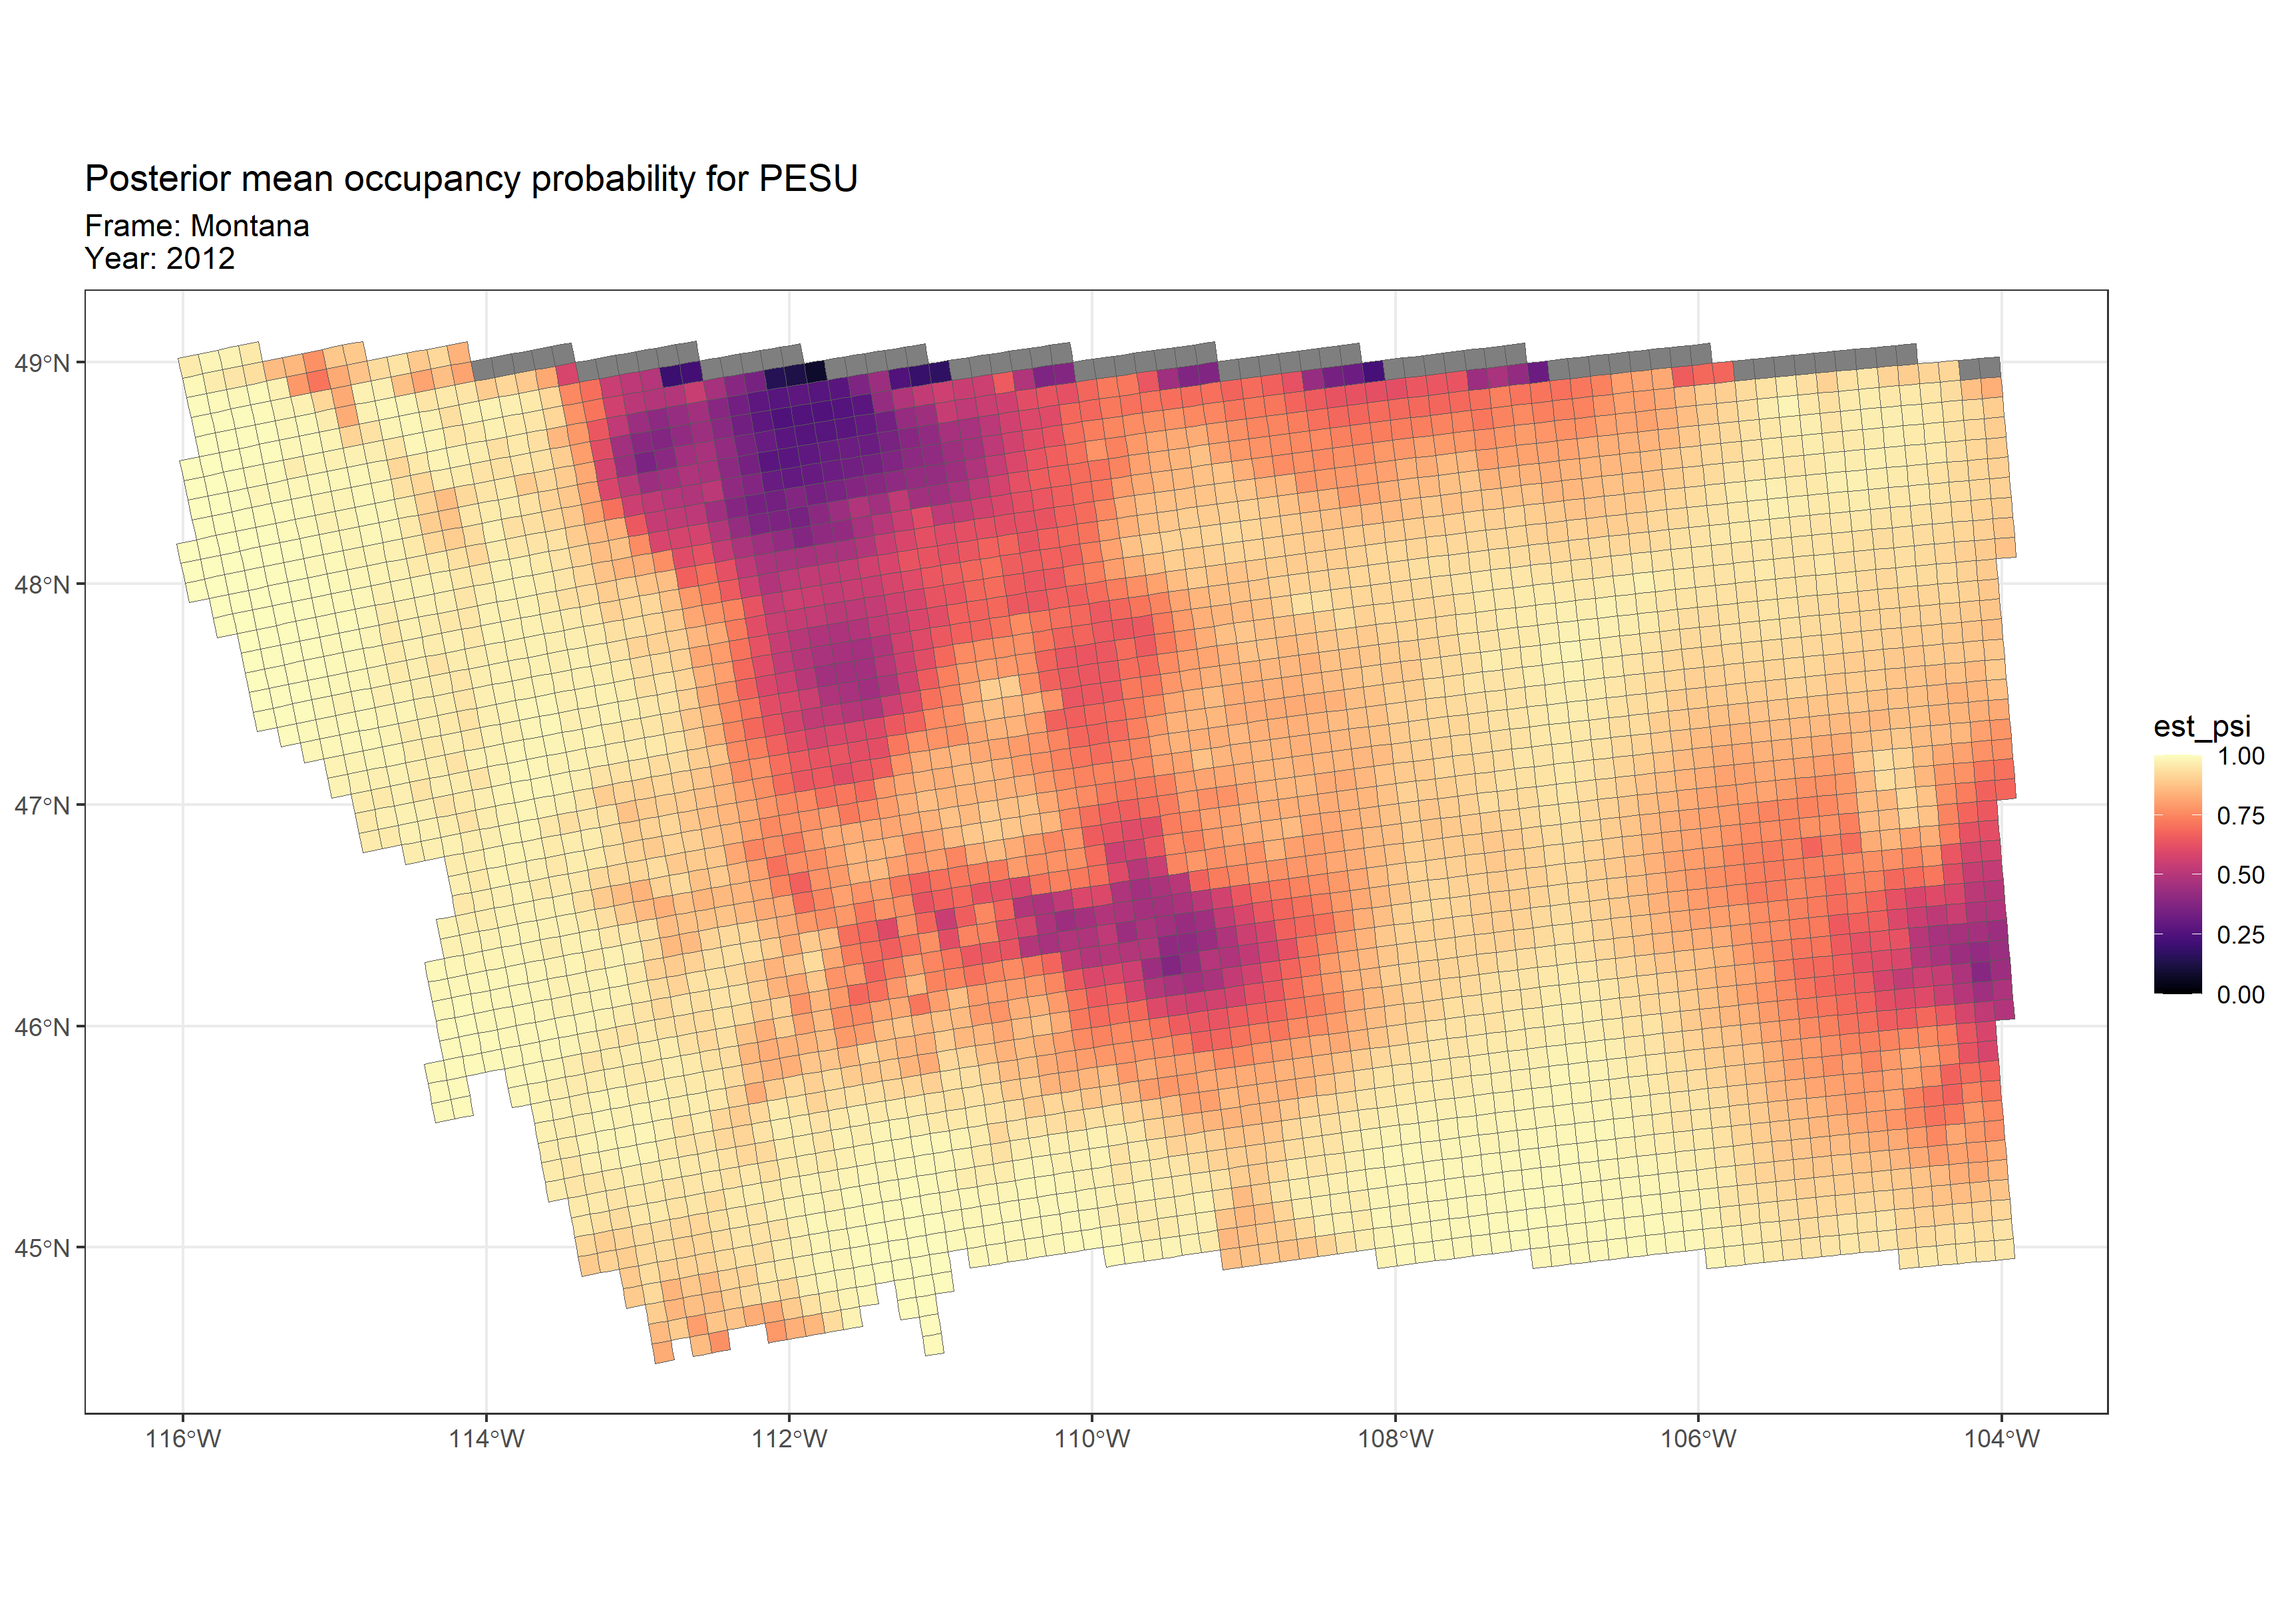 Posterior mean occupancy probability for PESU
Frame: Montana
Year: 2012
49°N
48°N
47°N
46°N
45°N
116°W
114°W
112°W
110°W
108°W
106°W
104°W
est_psi
1.00
0.75
0.50
0.25
0.00